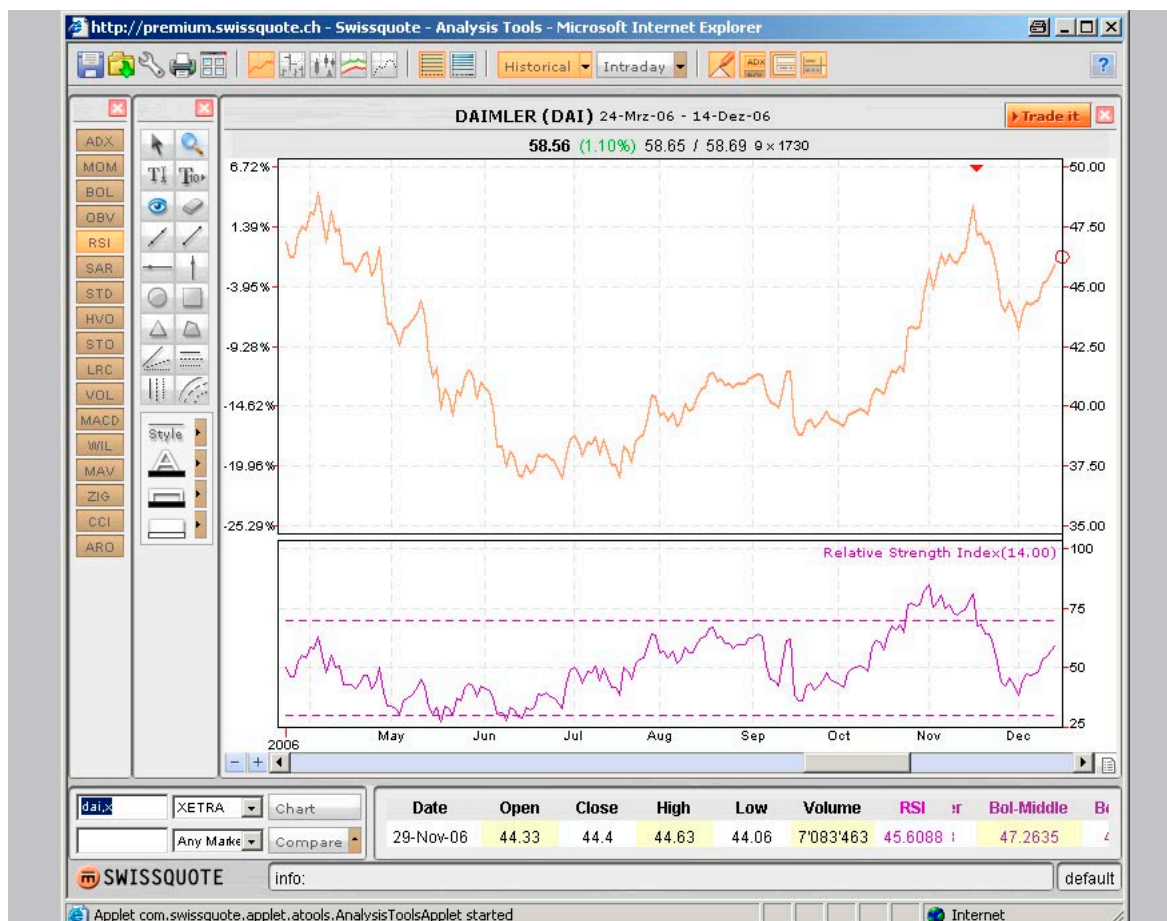 http://premium.swissquote.ch - Swissquote - Analysis Tools - Microsoft Internet Explorer
Historical Intraday ADX ?
DAIMLER (DAI) 24-Mrz-06 - 14-Dez-06 Trade it
58.56 (1.10%) 58.65 / 58.69 9 x 1730
ADX
MOM
BOL
OBV
RSI
SAR
STD
HVO
STO
LRC
VOL
MACD
WIL
MAV
ZIG
CCI
ARO
Style
A
6.72% 50.00
1.39% 47.50
-3.95% 45.00
-9.28% 42.50
-14.62% 40.00
-19.96% 37.50
-25.29% 35.00
Relative Strength Index(14.00) 100
75
50
25
2006 May Jun Jul Aug Sep Oct Nov Dec
- +
dai,x XETRA Chart
Any Marke Compare
Date Open Close High Low Volume RSI Bol-Middle
29-Nov-06 44.33 44.4 44.63 44.06 7'083'463 45.6088 47.2635
SWISSQUOTE info: default
Applet com.swissquote.applet.atools.AnalysisToolsApplet started Internet